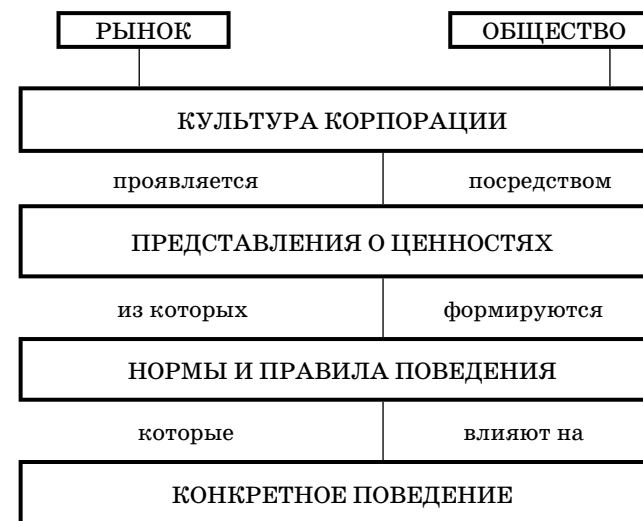 РЫНОК ОБЩЕСТВО
КУЛЬТУРА КОРПОРАЦИИ
проявляется посредством
ПРЕДСТАВЛЕНИЯ О ЦЕННОСТЯХ
из которых формируются
НОРМЫ И ПРАВИЛА ПОВЕДЕНИЯ
которые влияют на
КОНКРЕТНОЕ ПОВЕДЕНИЕ